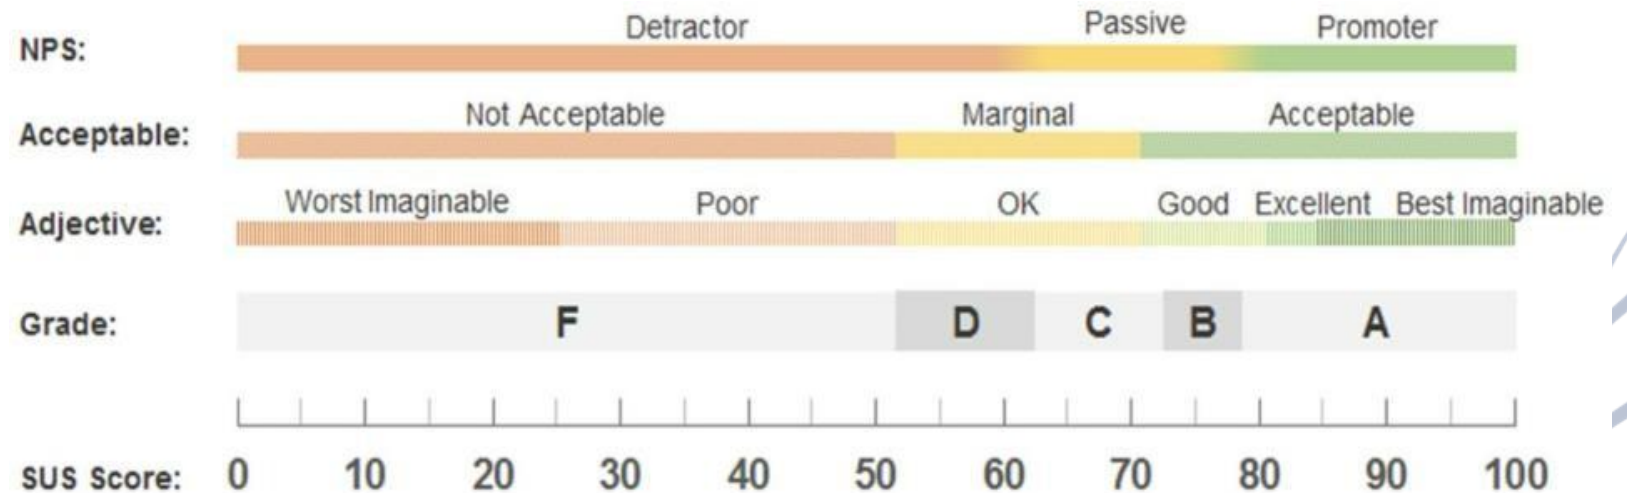 NPS: Detractor Passive Promoter
Acceptable: Not Acceptable Marginal Acceptable
Adjective: Worst Imaginable Poor OK Good Excellent Best Imaginable
Grade: F D C B A
SUS Score: 0 10 20 30 40 50 60 70 80 90 100